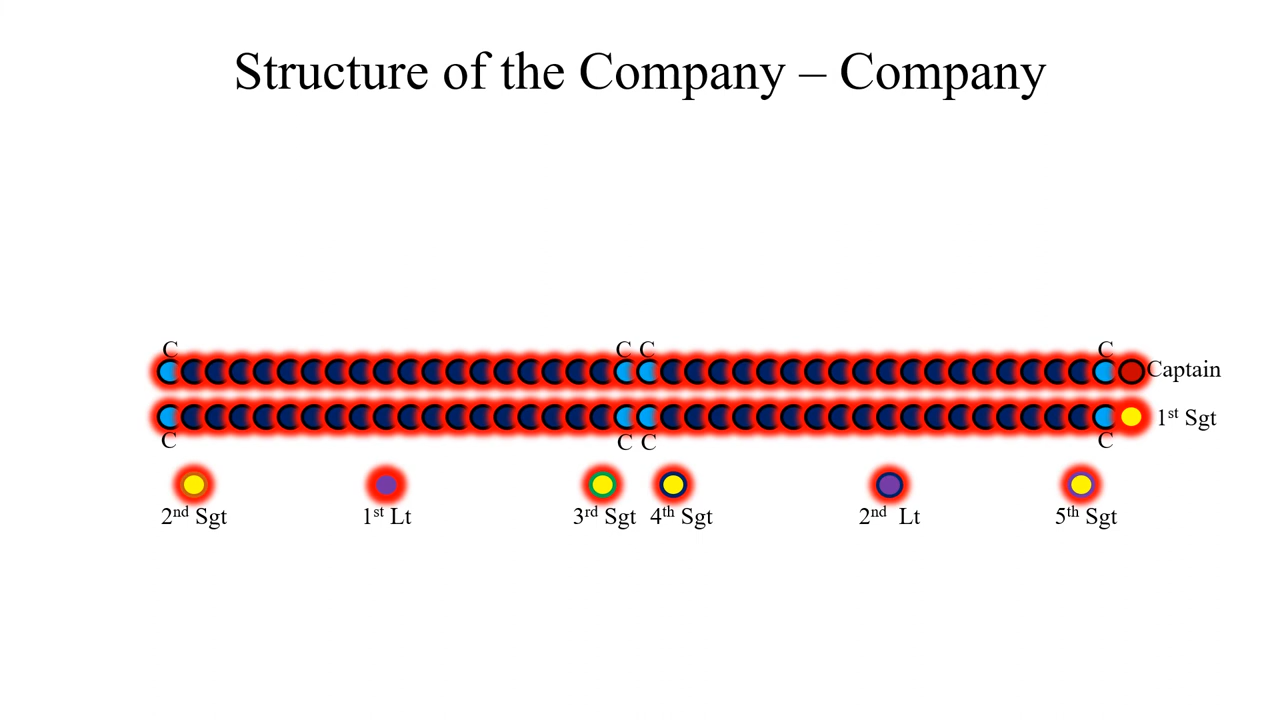 Structure of the Company – Company
C C C C
Captain
1st Sgt
C C C C
2nd Sgt 1st Lt 3rd Sgt 4th Sgt 2nd Lt 5th Sgt